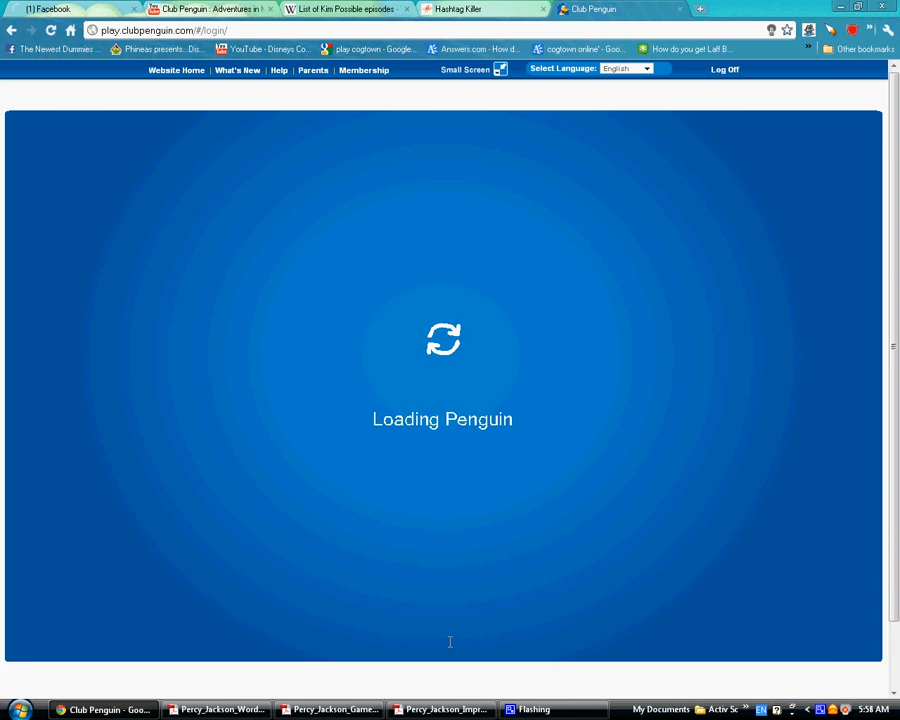 (1) Facebook
Club Penguin : Adventures in M
List of Kim Possible episodes -
Hashtag Killer
Club Penguin
play.clubpenguin.com/#/login/
The Newest Dummies ...
Phineas presents...Dis...
YouTube - Disneys Co...
play cogtown - Google...
Answers.com - How d...
cogtown online' - Goo...
How do you get Laff B...
»
Other bookmarks
Website Home | What's New | Help | Parents | Membership
Small Screen
Select Language: English
Log Off
Loading Penguin
Club Penguin - Goo...
Percy_Jackson_Word...
Percy_Jackson_Game...
Percy_Jackson_Impr...
Flashing
My Documents
Activ Sc
»
EN
5:58 AM